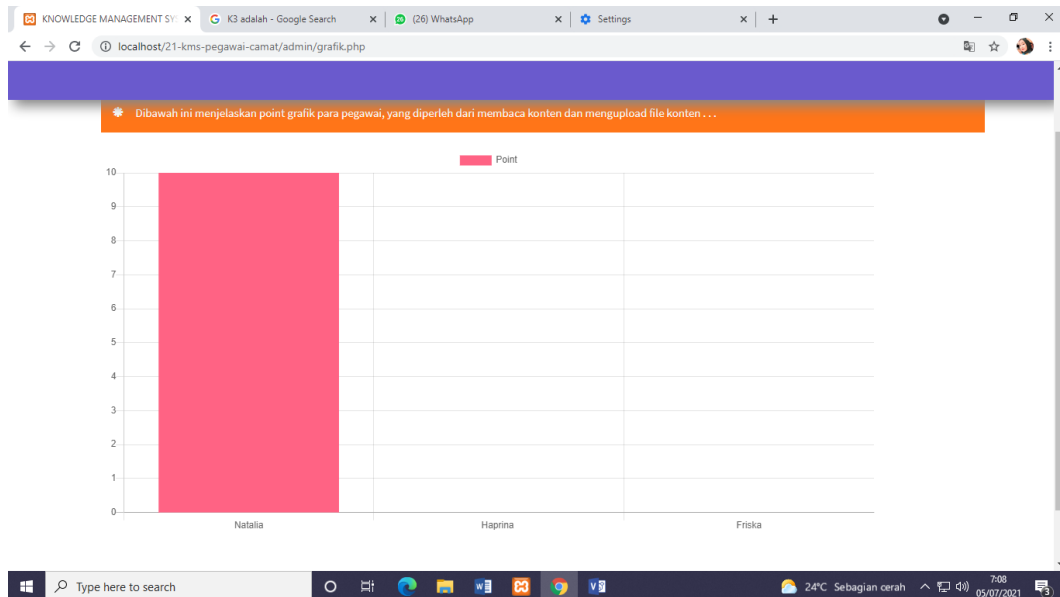 KNOWLEDGE MANAGEMENT SYS
K3 adalah - Google Search
(26) WhatsApp
Settings
localhost/21-kms-pegawai-camat/admin/grafik.php
Dibawah ini menjelaskan point grafik para pegawai, yang diperleh dari membaca konten dan mengupload file konten . . .
Point
10
9
8
7
6
5
4
3
2
1
0
Natalia Haprina Friska
Type here to search
24°C Sebagian cerah
7:08
05/07/2021